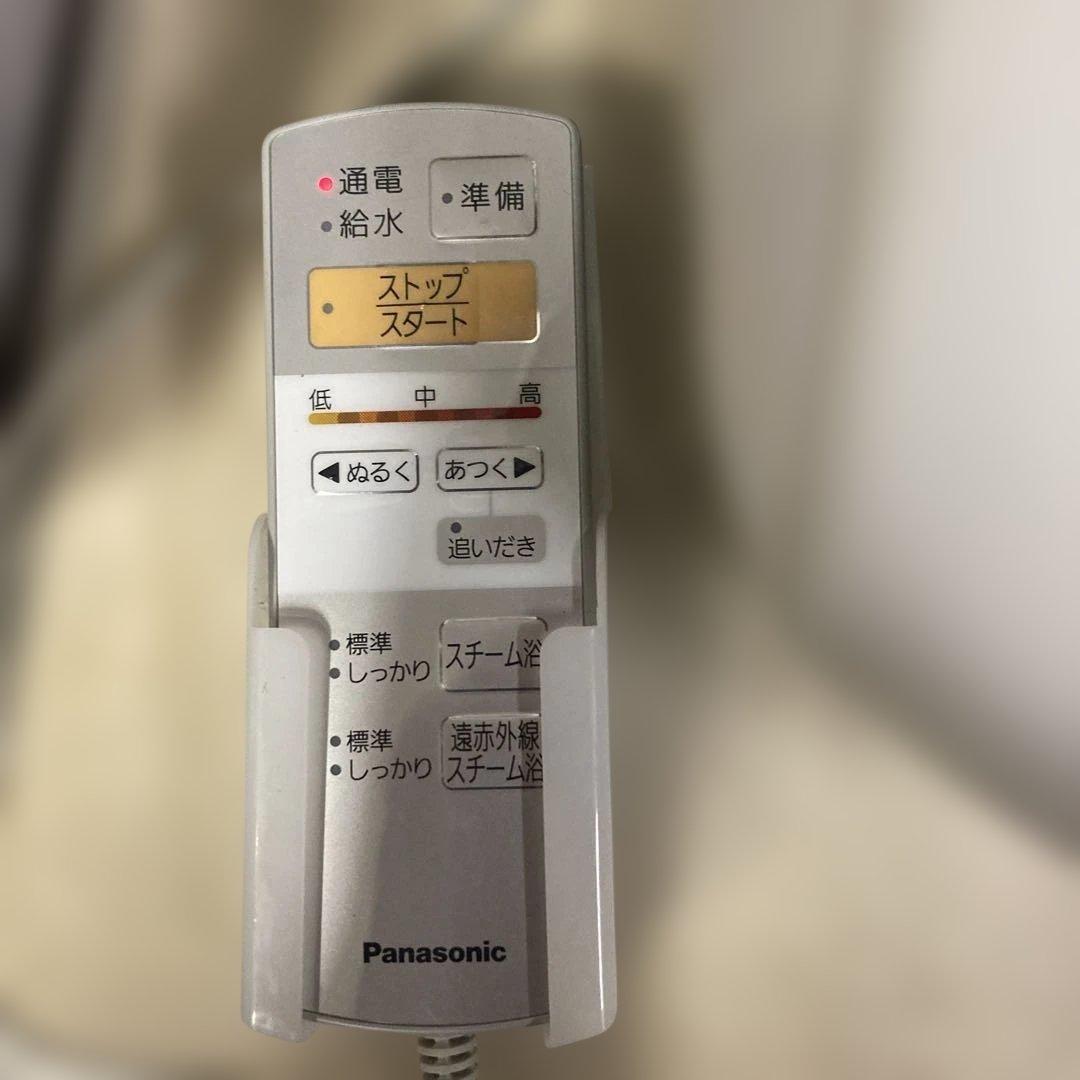 通電
準備
給水
ストップ
スタート
低 中 高
◀ぬるく あつく▶
追いだき
標準
しっかり
スチーム浴
標準
しっかり
遠赤外線
スチーム浴
Panasonic